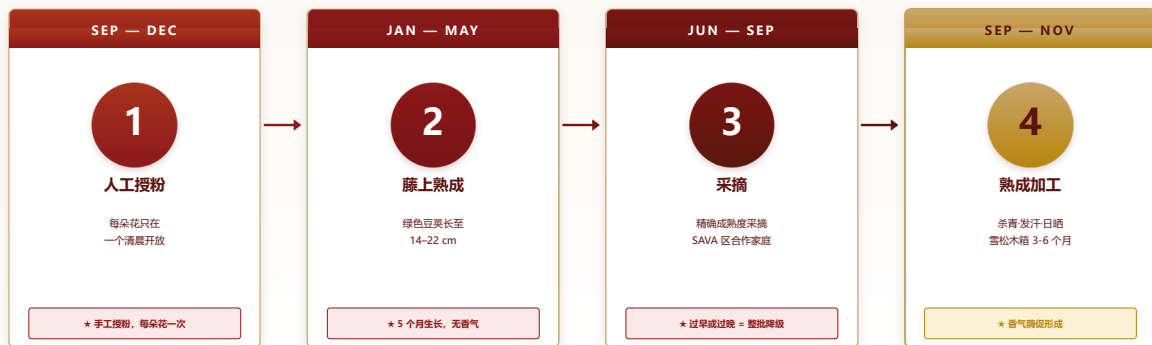 SEP — DEC
1
人工授粉
每朵花只在
一个清晨开放
★ 手工授粉，每朵花一次
JAN — MAY
2
藤上熟成
绿色豆荚长至
14–22 cm
★ 5 个月生长，无香气
JUN — SEP
3
采摘
精确成熟度采摘
SAVA 区合作家庭
★ 过早或过晚 = 整批降级
SEP — NOV
4
熟成加工
杀青·发汗·日晒
雪松木箱 3-6 个月
★ 香气酶促形成